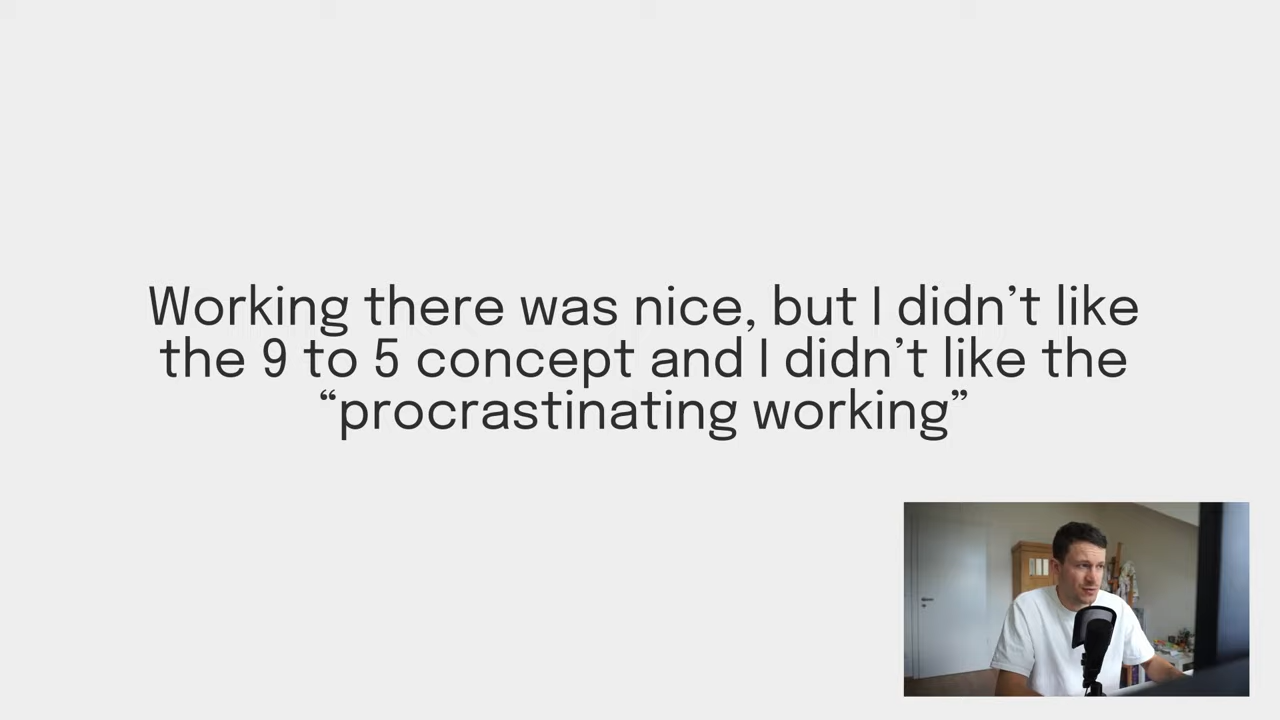 Working there was nice, but I didn’t like
the 9 to 5 concept and I didn’t like the
“procrastinating working”